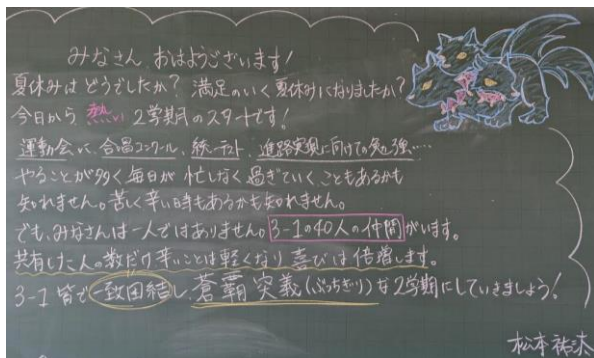 みなさん おはようございます!
夏休みはどうでしたか? 満足のいく夏休みになりましたか?
今日から 熱い 2学期のスタートです!
運動会に、合唱コンクール、統一テスト、進路実現に向けての勉強……
やることが多く毎日が忙しなく過ぎていくこともあるかも
知れません。苦しく辛い時もあるかも知れません。
でも、みなさんは一人ではありません。3-1の40人の仲間がいます。
共有した人の数だけ辛いことは軽くなり 喜びは倍増します。
3-1 皆で一致団結し、蒼覇突義(ぶっちぎり)な2学期にしていきましょう!
松本 祐